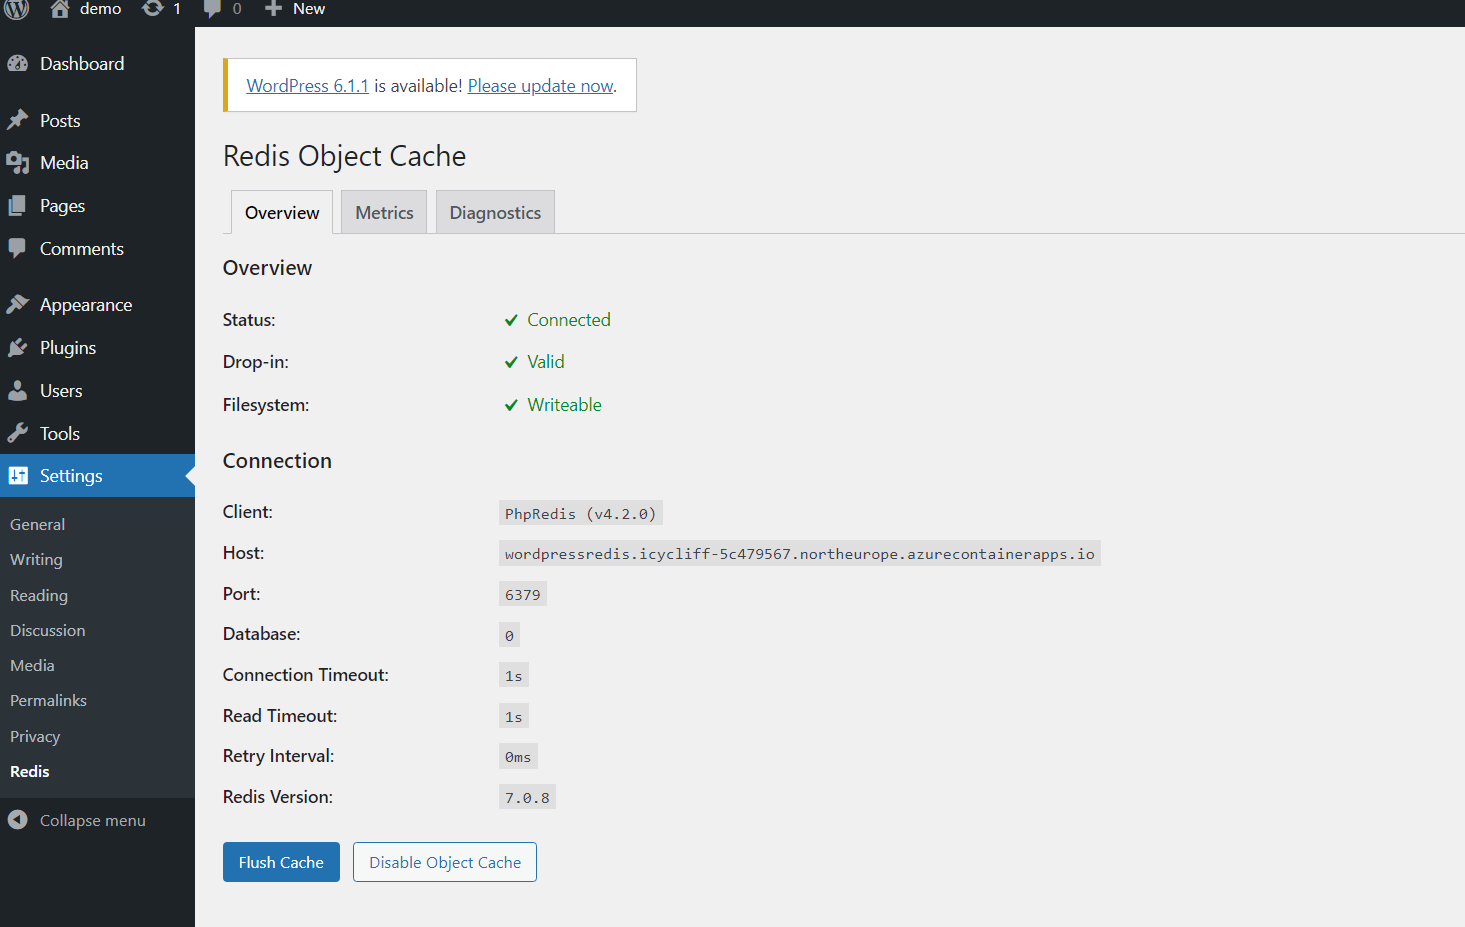 demo 1 0 New
Dashboard
Posts
Media
Pages
Comments
Appearance
Plugins
Users
Tools
Settings
General
Writing
Reading
Discussion
Media
Permalinks
Privacy
Redis
Collapse menu
WordPress 6.1.1 is available! Please update now.
Redis Object Cache
Overview Metrics Diagnostics
Overview
Status: Connected
Drop-in: Valid
Filesystem: Writeable
Connection
Client: PhpRedis (v4.2.0)
Host: wordpressredis.icycliff-5c479567.northeurope.azurecontainerapps.io
Port: 6379
Database: 0
Connection Timeout: 1s
Read Timeout: 1s
Retry Interval: 0ms
Redis Version: 7.0.8
Flush Cache Disable Object Cache